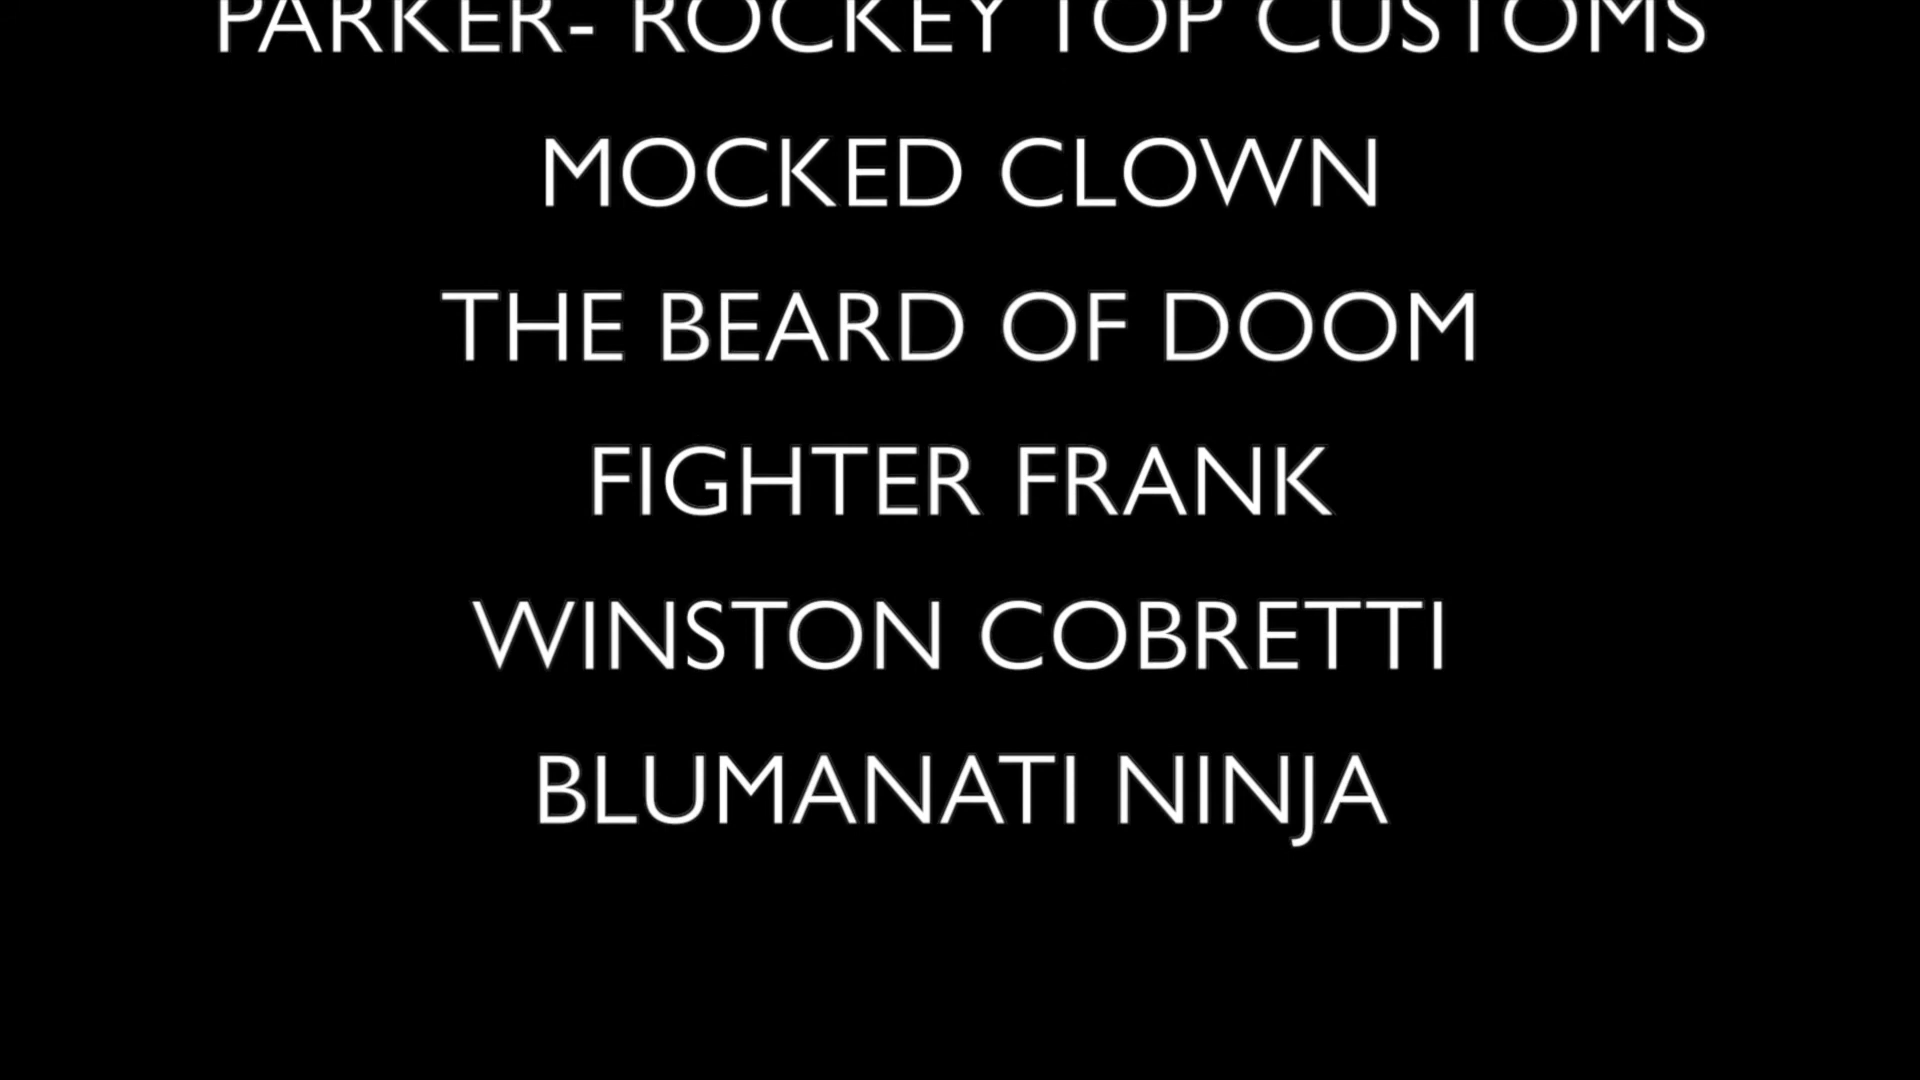 PARKER- ROCKEY TOP CUSTOMS
MOCKED CLOWN
THE BEARD OF DOOM
FIGHTER FRANK
WINSTON COBRETTI
BLUMANATI NINJA